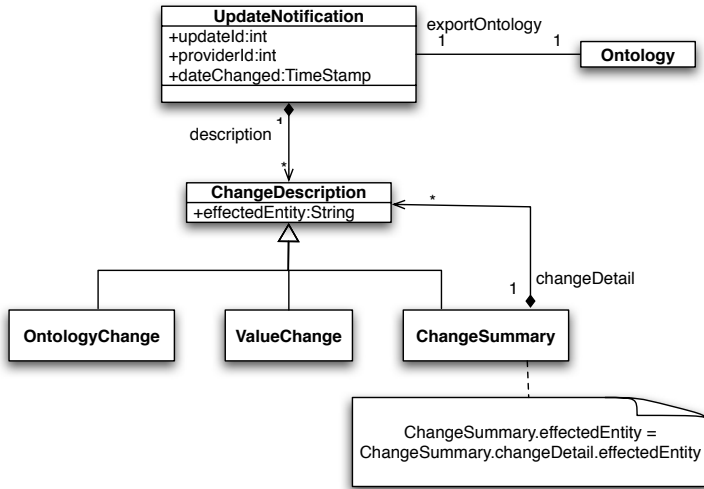 UpdateNotification
+updateId:int
+providerId:int
+dateChanged:TimeStamp
exportOntology
1
1
Ontology
1
description
*
ChangeDescription
+effectedEntity:String
*
changeDetail
1
OntologyChange
ValueChange
ChangeSummary
ChangeSummary.effectedEntity =
ChangeSummary.changeDetail.effectedEntity